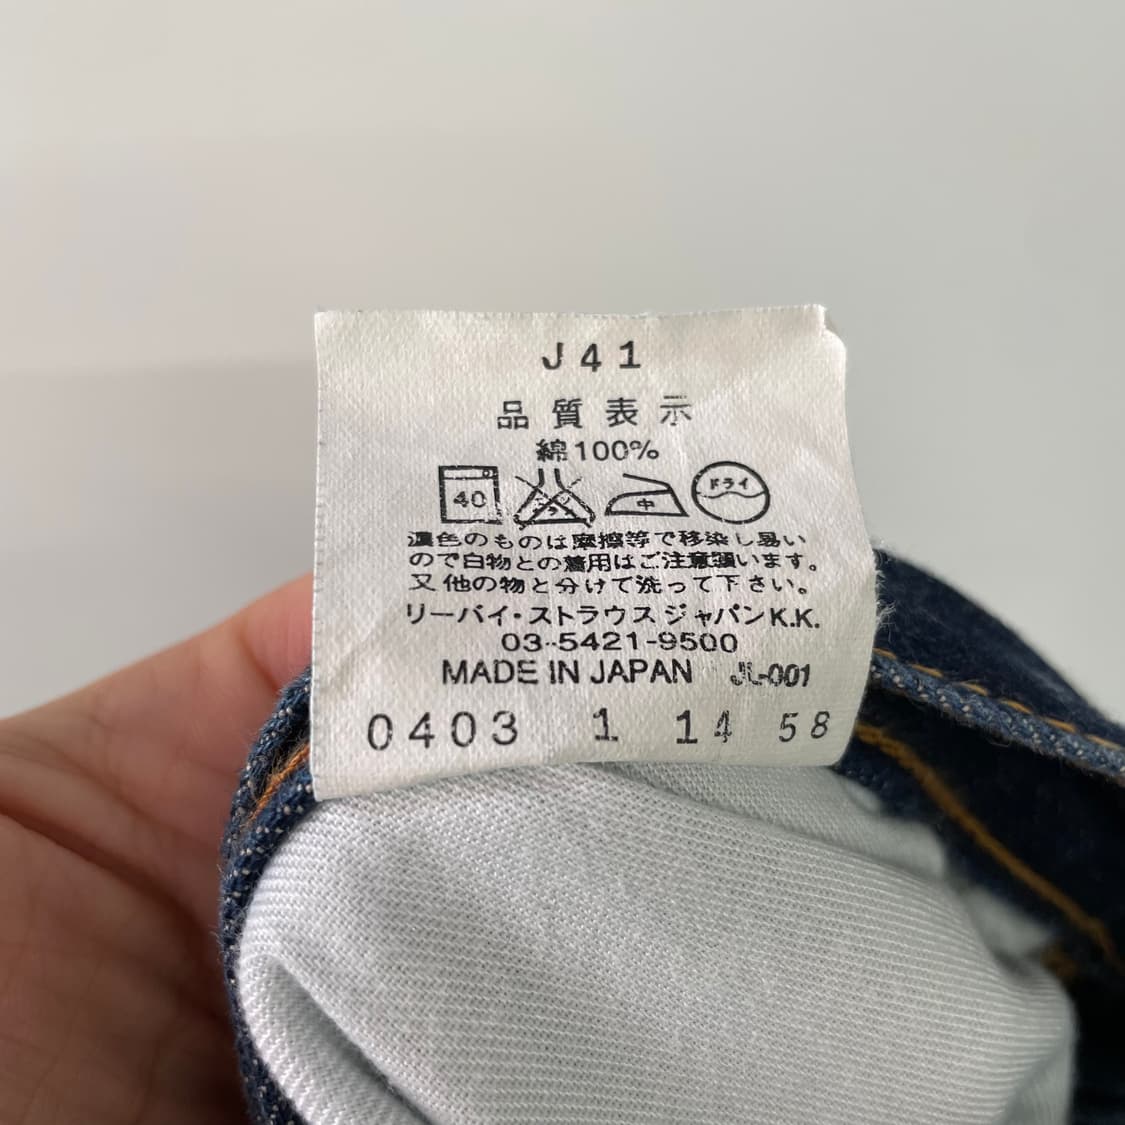 J41
品質表示
綿100%
40 中 ドライ
濃色のものは摩擦等で移染し易い
ので白物との着用はご注意願います。
又他の物と分けて洗って下さい。
リーバイ・ストラウス ジャパンK.K.
03-5421-9500
MADE IN JAPAN JL-001
0403 1 14 58